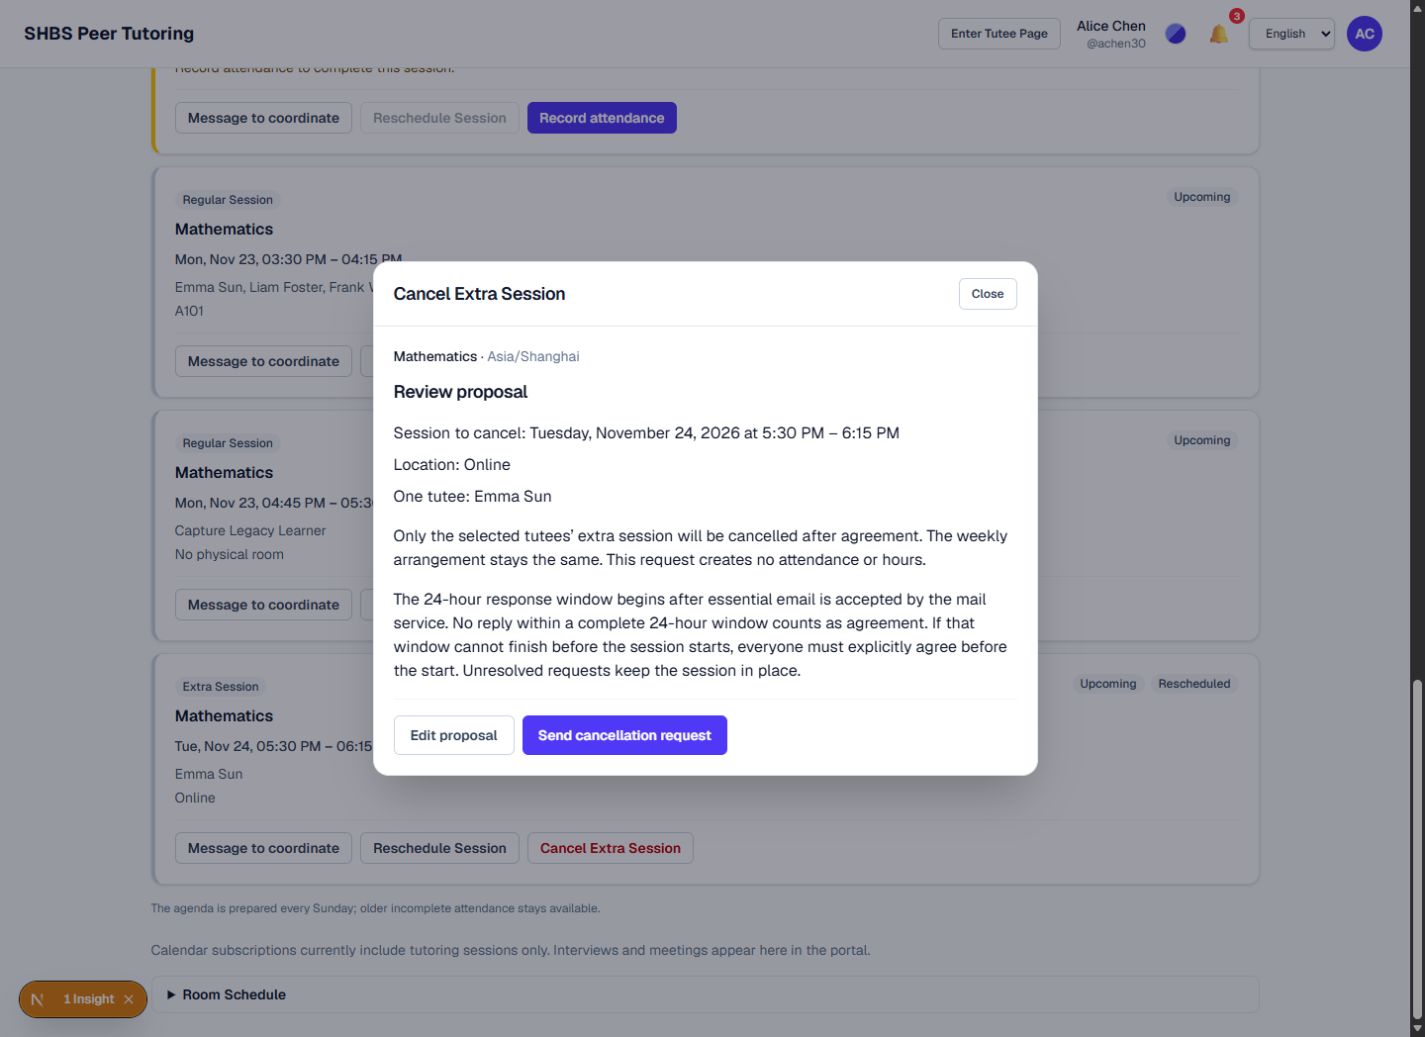 SHBS Peer Tutoring
Enter Tutee Page
Alice Chen
@achen30
3
English
AC
Record attendance to complete this session.
Message to coordinate
Reschedule Session
Record attendance
Regular Session
Upcoming
Mathematics
Mon, Nov 23, 03:30 PM – 04:15 PM
Emma Sun, Liam Foster, Frank
A101
Message to coordinate
Regular Session
Upcoming
Mathematics
Mon, Nov 23, 04:45 PM – 05:3
Capture Legacy Learner
No physical room
Message to coordinate
Extra Session
Upcoming
Rescheduled
Mathematics
Tue, Nov 24, 05:30 PM – 06:15
Emma Sun
Online
Message to coordinate
Reschedule Session
Cancel Extra Session
Cancel Extra Session
Close
Mathematics · Asia/Shanghai
Review proposal
Session to cancel: Tuesday, November 24, 2026 at 5:30 PM – 6:15 PM
Location: Online
One tutee: Emma Sun
Only the selected tutees’ extra session will be cancelled after agreement. The weekly
arrangement stays the same. This request creates no attendance or hours.
The 24-hour response window begins after essential email is accepted by the mail
service. No reply within a complete 24-hour window counts as agreement. If that
window cannot finish before the session starts, everyone must explicitly agree before
the start. Unresolved requests keep the session in place.
Edit proposal
Send cancellation request
The agenda is prepared every Sunday; older incomplete attendance stays available.
Calendar subscriptions currently include tutoring sessions only. Interviews and meetings appear here in the portal.
Room Schedule
N
1 Insight